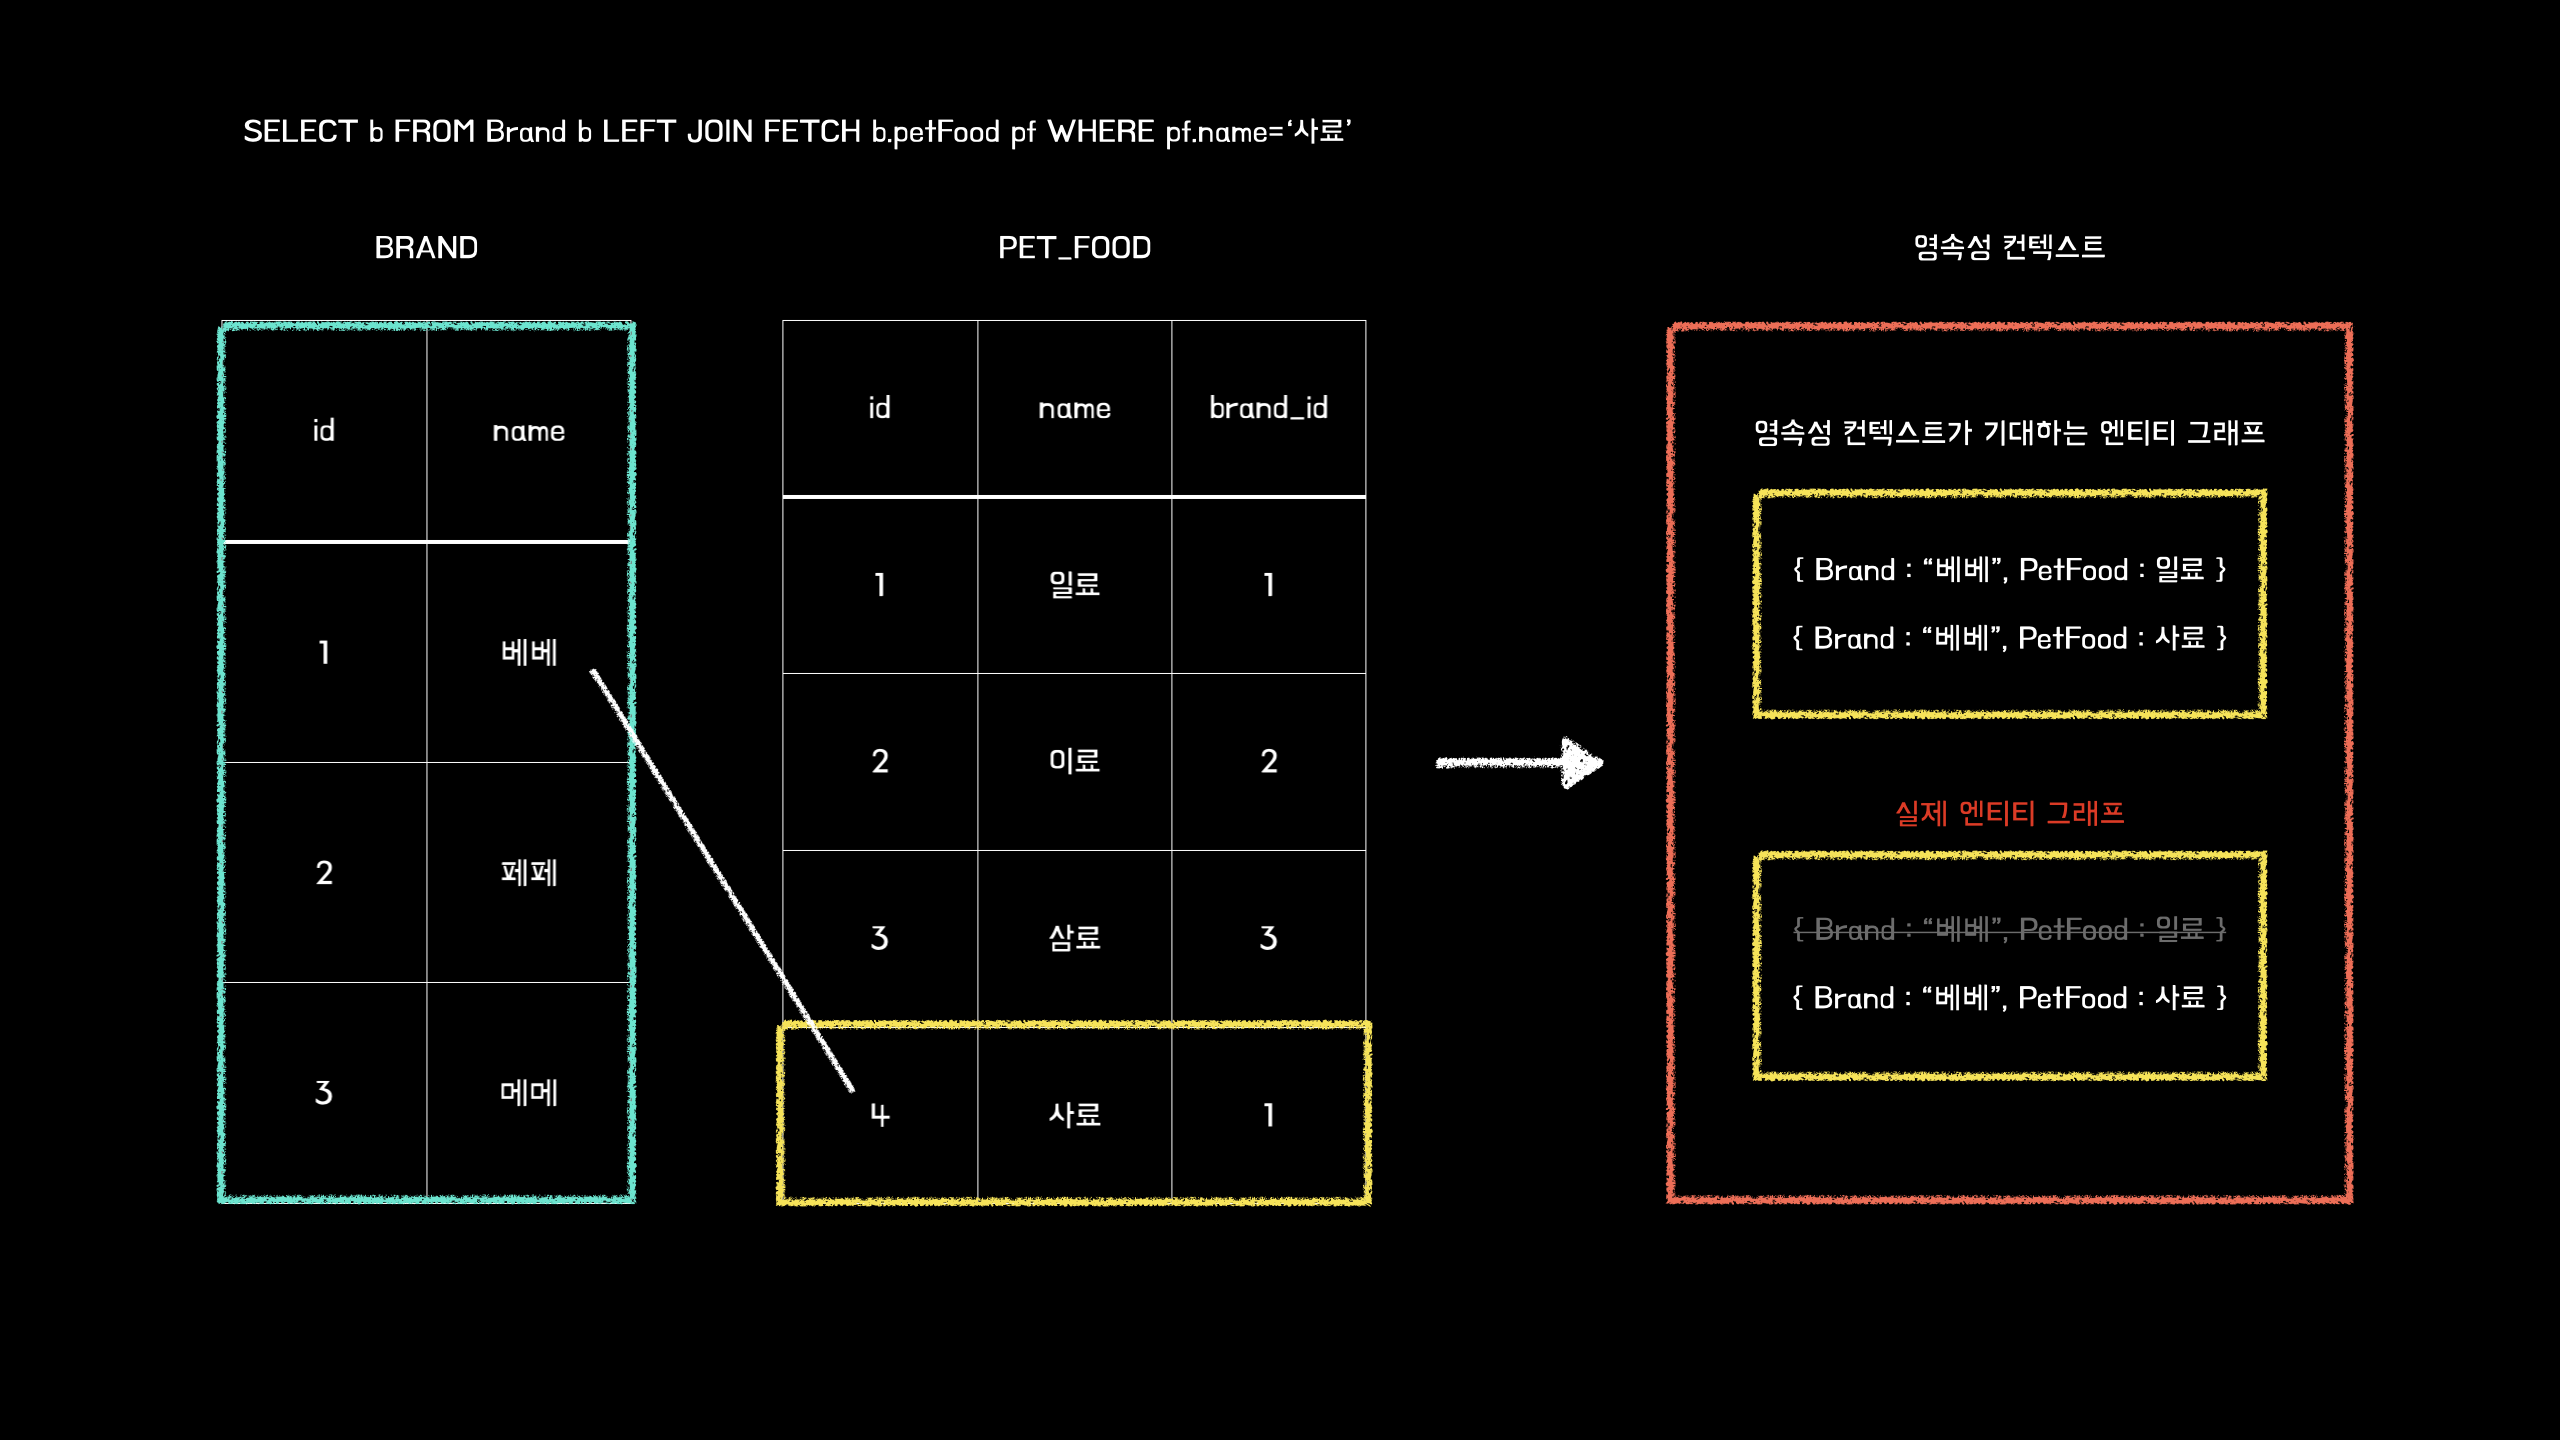 SELECT b FROM Brand b LEFT JOIN FETCH b.petFood pf WHERE pf.name=‘사료’
BRAND
id name
1 베베
2 페페
3 메메
PET_FOOD
id name brand_id
1 일료 1
2 이료 2
3 삼료 3
4 사료 1
영속성 컨텍스트
영속성 컨텍스트가 기대하는 엔티티 그래프
{ Brand : “베베”, PetFood : 일료 }
{ Brand : “베베”, PetFood : 사료 }
실제 엔티티 그래프
{ Brand : “베베”, PetFood : 일료 }
{ Brand : “베베”, PetFood : 사료 }